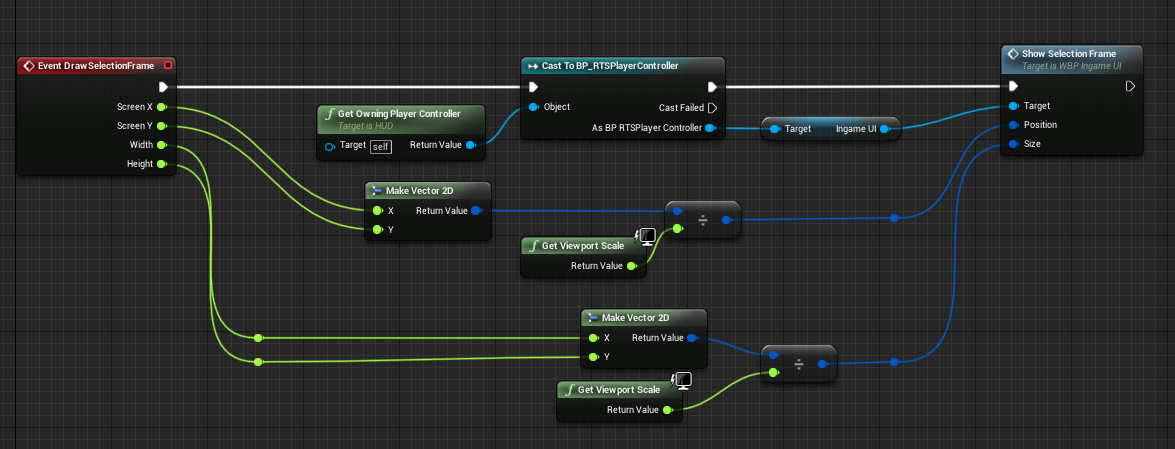 Event DrawSelectionFrame
Screen X
Screen Y
Width
Height
Get Owning Player Controller
Target is HUD
Target self
Return Value
Cast To BP_RTSPlayerController
Object
Cast Failed
As BP RTSPlayer Controller
Target
Ingame UI
Show Selection Frame
Target is WBP Ingame UI
Target
Position
Size
Make Vector 2D
X
Return Value
Y
÷
Get Viewport Scale
Return Value
Make Vector 2D
X
Return Value
Y
÷
Get Viewport Scale
Return Value